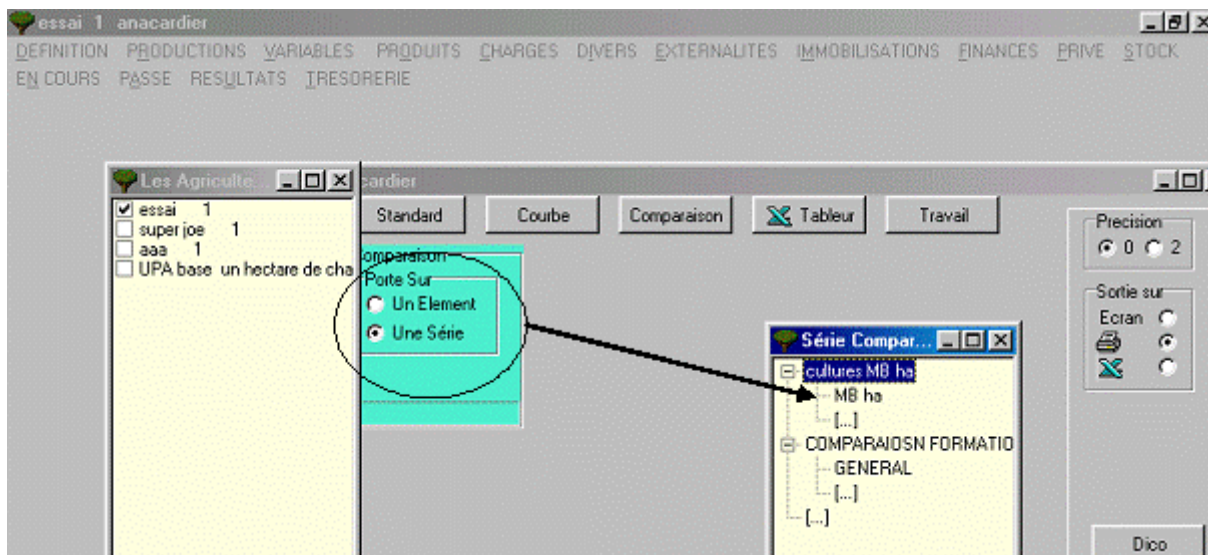 essai 1 anacardier
DEFINITION PRODUCTIONS VARIABLES PRODUITS CHARGES DIVERS EXTERNALITES IMMOBILISATIONS FINANCES PRIVE STOCK
EN COURS PASSE RESULTATS TRESORERIE
Les Agriculte
essai 1
super joe 1
aaa 1
UPA base un hectare de cha
cardier
Standard Courbe Comparaison Tableur Travail
omparaison
Porte Sur
Un Element
Une Série
Série Compar...
cultures MB ha
MB ha
[...]
COMPARAIOSN FORMATIO
GENERAL
[...]
[...]
Precision
0 2
Sortie sur
Ecran
Dico